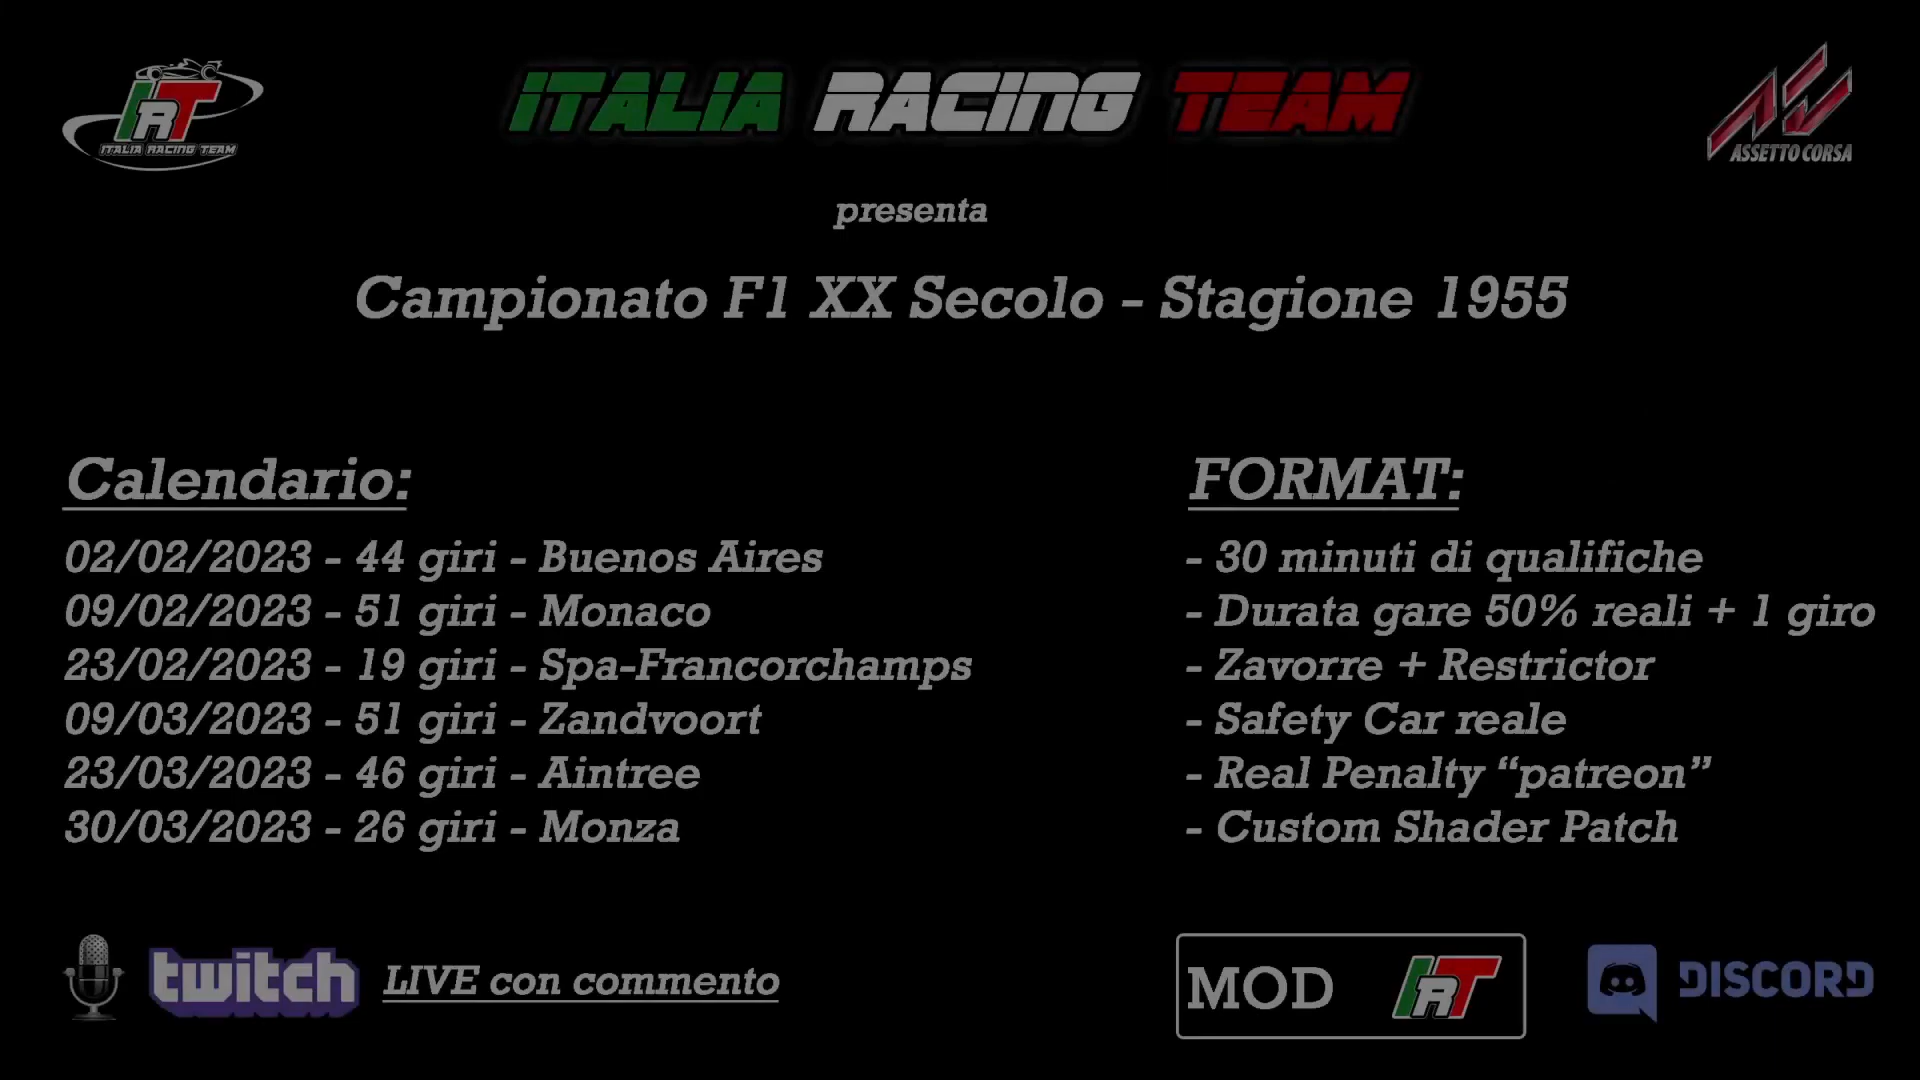 IRT
ITALIA RACING TEAM
ITALIA RACING TEAM
ASSETTO CORSA
presenta
Campionato F1 XX Secolo - Stagione 1955
Calendario:
02/02/2023 - 44 giri - Buenos Aires
09/02/2023 - 51 giri - Monaco
23/02/2023 - 19 giri - Spa-Francorchamps
09/03/2023 - 51 giri - Zandvoort
23/03/2023 - 46 giri - Aintree
30/03/2023 - 26 giri - Monza
FORMAT:
- 30 minuti di qualifiche
- Durata gare 50% reali + 1 giro
- Zavorre + Restrictor
- Safety Car reale
- Real Penalty “patreon”
- Custom Shader Patch
twitch LIVE con commento
MOD IRT
DISCORD